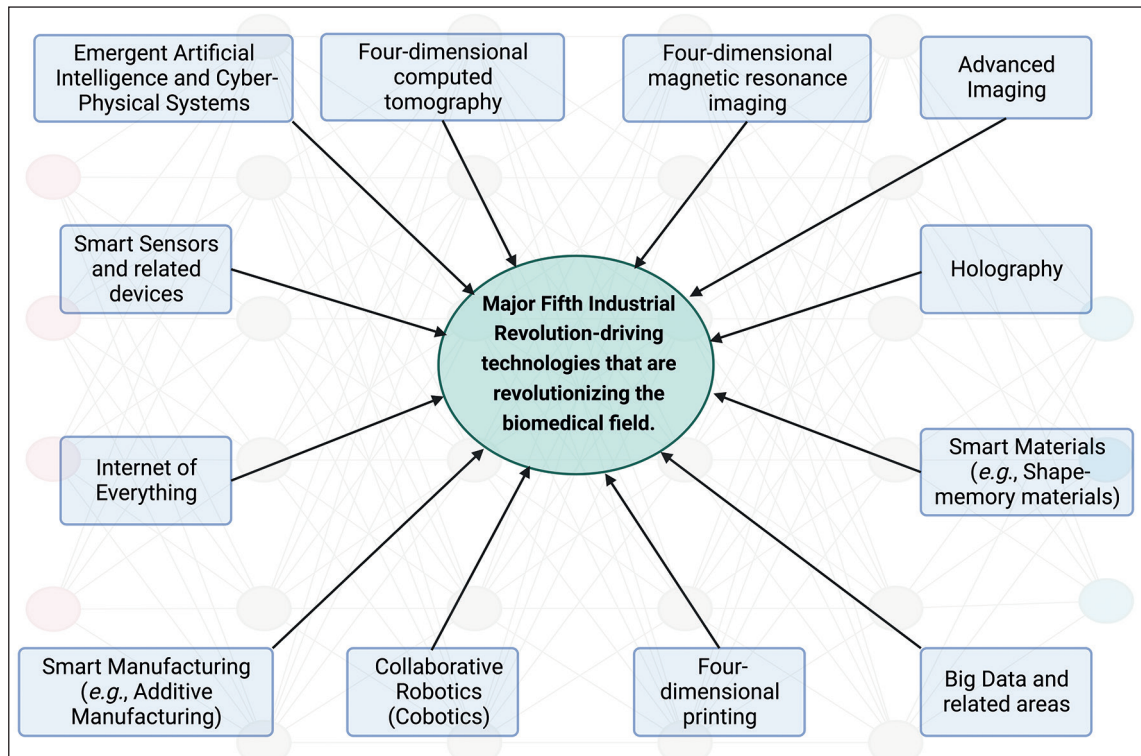 Emergent Artificial
Intelligence and Cyber-
Physical Systems
Four-dimensional
computed
tomography
Four-dimensional
magnetic resonance
imaging
Advanced
Imaging
Smart Sensors
and related
devices
Holography
Major Fifth Industrial
Revolution-driving
technologies that are
revolutionizing the
biomedical field.
Internet of
Everything
Smart Materials
(e.g., Shape-
memory materials)
Smart Manufacturing
(e.g., Additive
Manufacturing)
Collaborative
Robotics
(Cobotics)
Four-
dimensional
printing
Big Data and
related areas